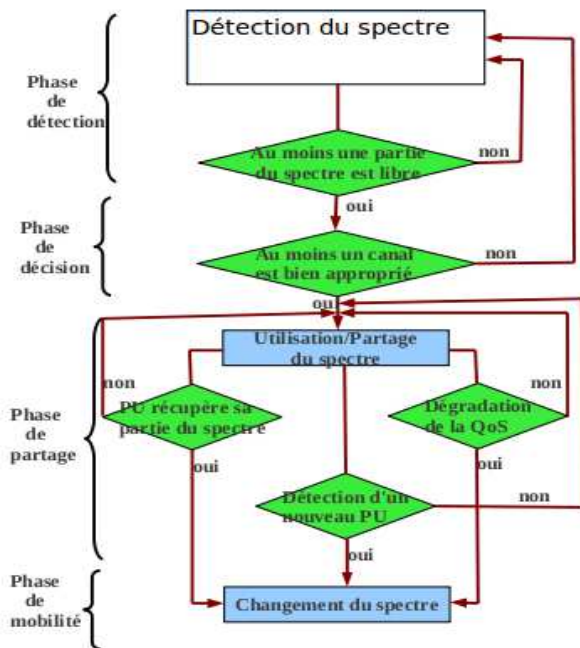 Détection du spectre
Phase
de
détection
Au moins une partie
du spectre est libre
non
oui
Phase
de
décision
Au moins un canal
est bien approprié
non
oui
Utilisation/Partage
du spectre
non
PU récupère sa
partie du spectre
Dégradation
de la QoS
non
Phase
de
partage
oui
oui
Détection d'un
nouveau PU
non
oui
Phase
de
mobilité
Changement du spectre